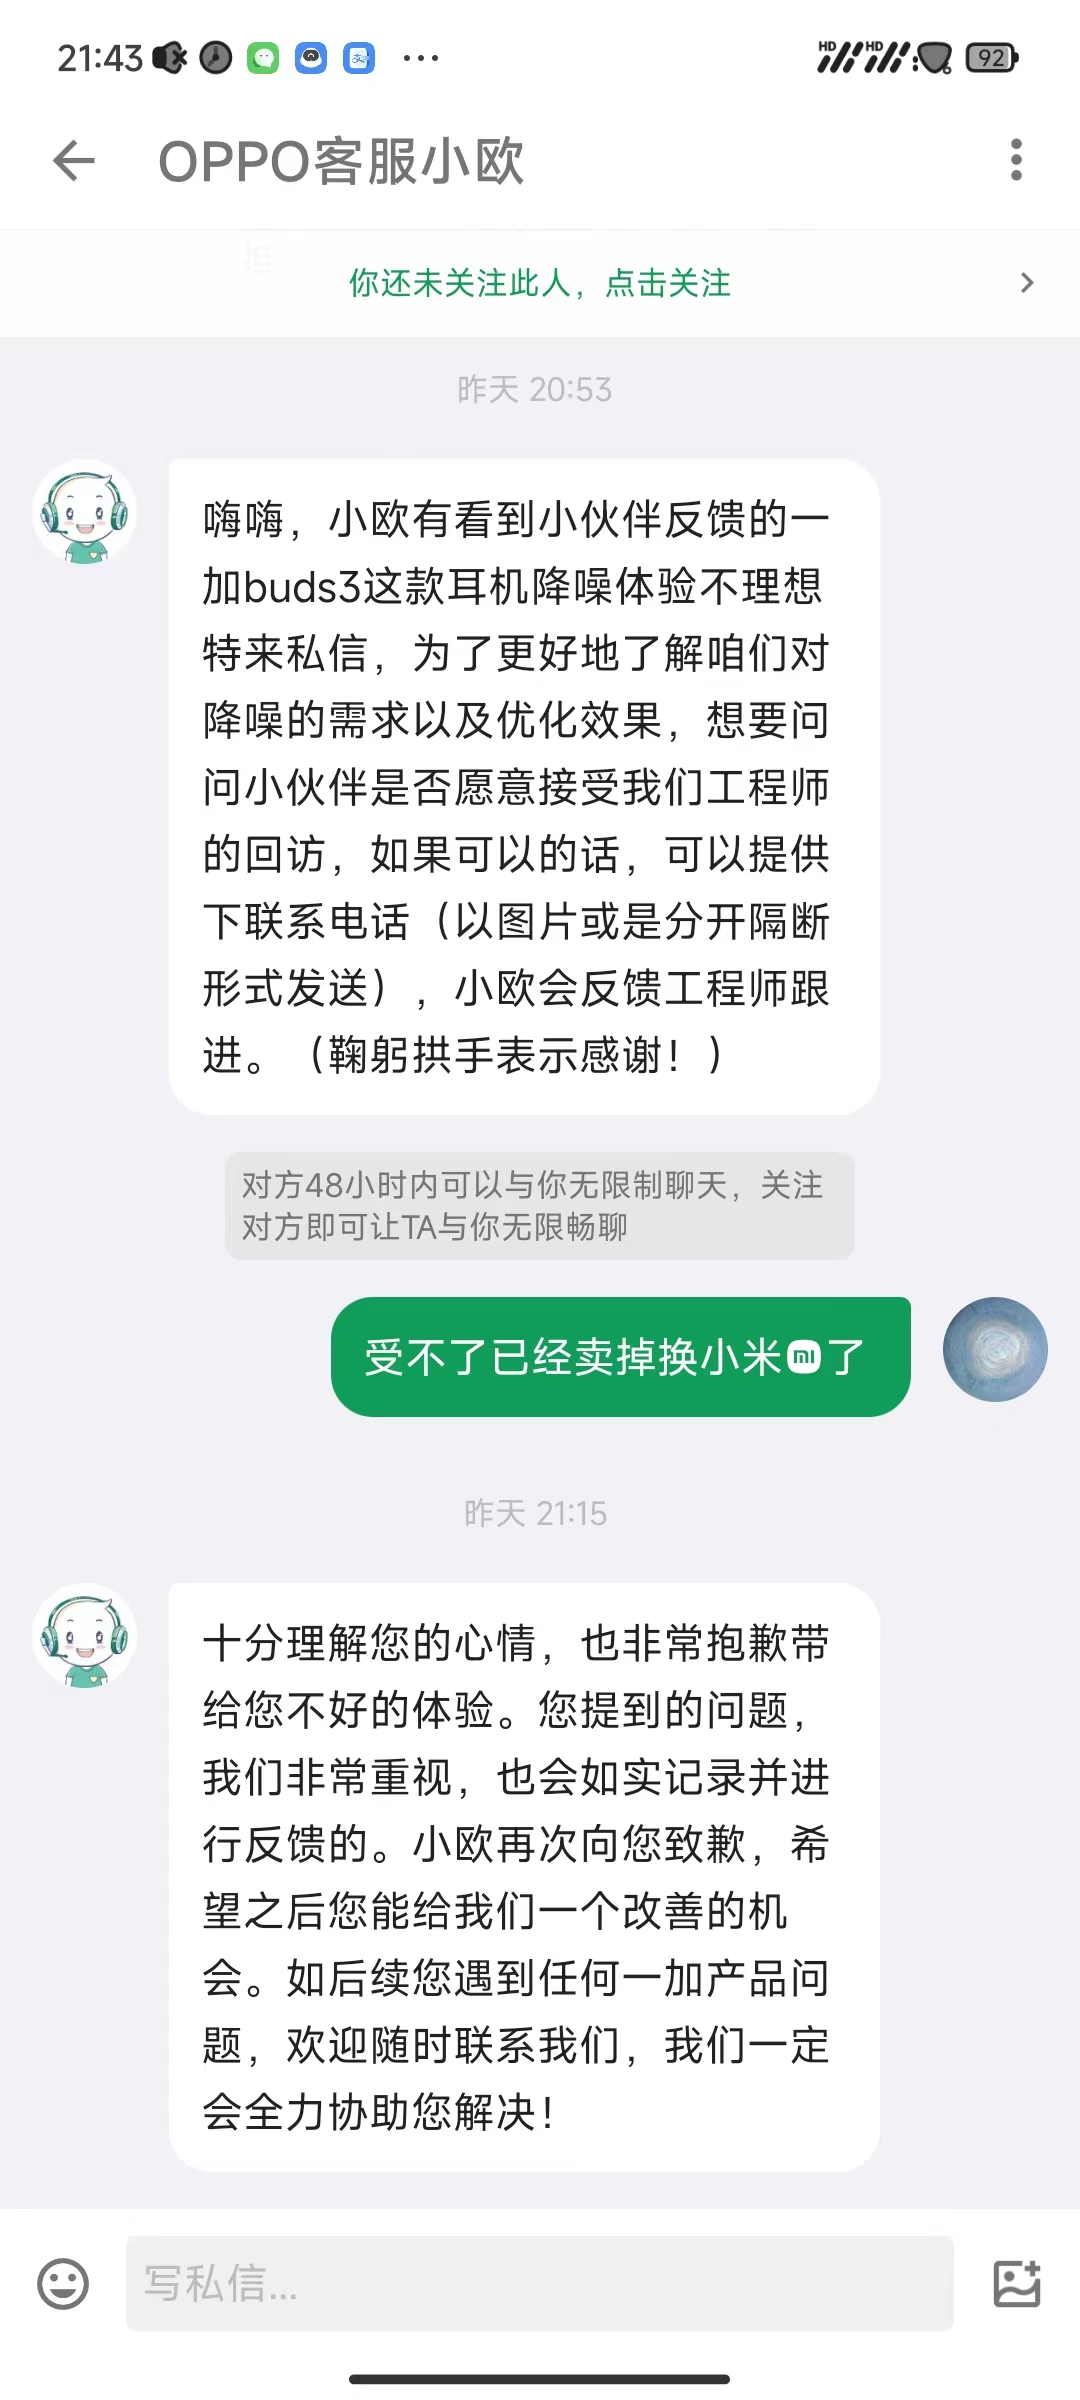 21:43
HD HD 6 92
OPPO客服小欧
你还未关注此人，点击关注
昨天 20:53
嗨嗨，小欧有看到小伙伴反馈的一
加buds3这款耳机降噪体验不理想
特来私信，为了更好地了解咱们对
降噪的需求以及优化效果，想要问
问小伙伴是否愿意接受我们工程师
的回访，如果可以的话，可以提供
下联系电话（以图片或是分开隔断
形式发送），小欧会反馈工程师跟
进。（鞠躬拱手表示感谢！）
对方48小时内可以与你无限制聊天，关注
对方即可让TA与你无限畅聊
受不了已经卖掉换小米mi了
昨天 21:15
十分理解您的心情，也非常抱歉带
给您不好的体验。您提到的问题，
我们非常重视，也会如实记录并进
行反馈的。小欧再次向您致歉，希
望之后您能给我们一个改善的机
会。如后续您遇到任何一加产品问
题，欢迎随时联系我们，我们一定
会全力协助您解决！
写私信...